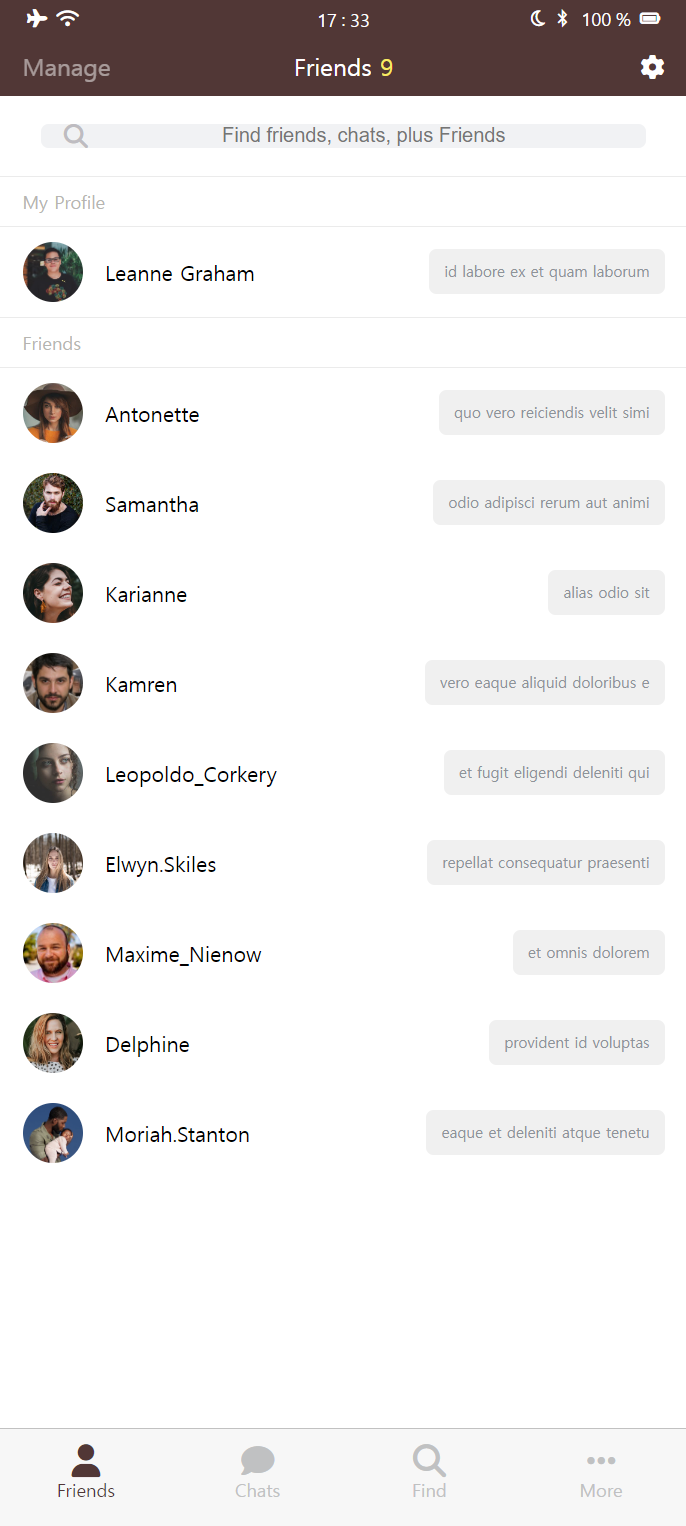 17 : 33
100 %
Manage
Friends 9
Find friends, chats, plus Friends
My Profile
Leanne Graham
id labore ex et quam laborum
Friends
Antonette
quo vero reiciendis velit simi
Samantha
odio adipisci rerum aut animi
Karianne
alias odio sit
Kamren
vero eaque aliquid doloribus e
Leopoldo_Corkery
et fugit eligendi deleniti qui
Elwyn.Skiles
repellat consequatur praesenti
Maxime_Nienow
et omnis dolorem
Delphine
provident id voluptas
Moriah.Stanton
eaque et deleniti atque tenetu
Friends
Chats
Find
More